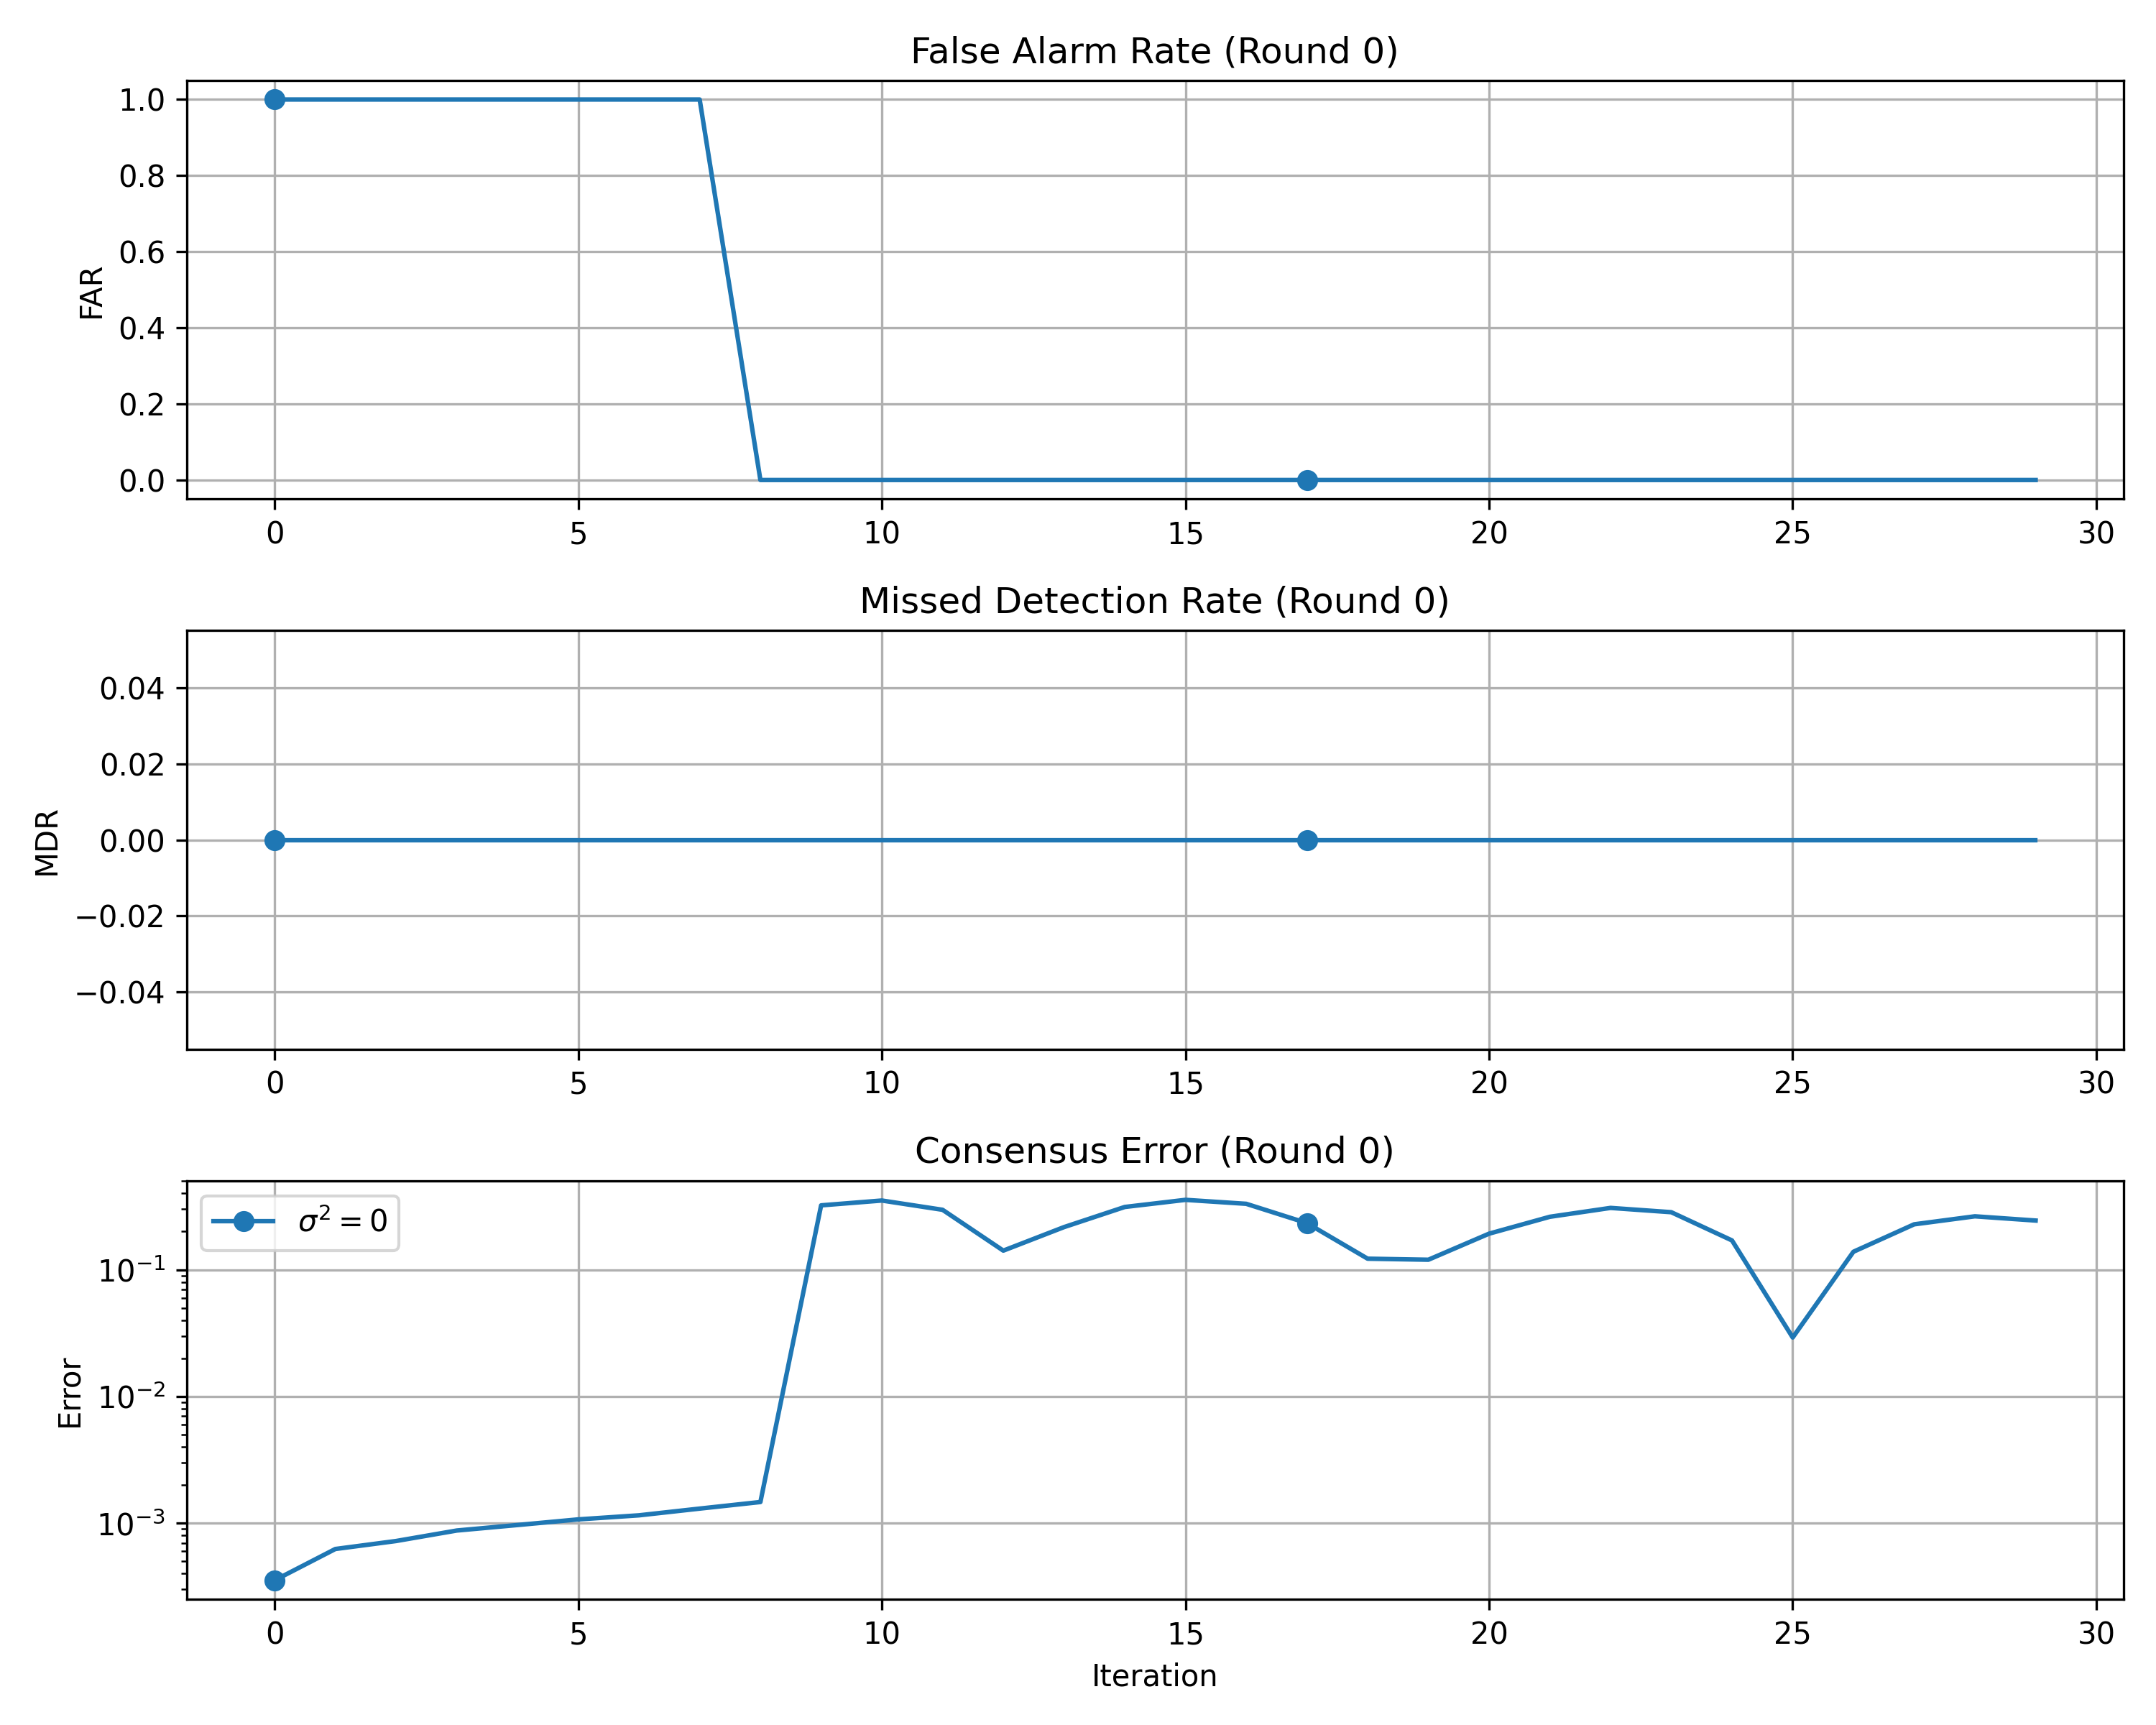 False Alarm Rate (Round 0)
1.0
0.8
0.6
0.4
0.2
0.0
FAR
0 5 10 15 20 25 30
Missed Detection Rate (Round 0)
0.04
0.02
0.00
−0.02
−0.04
MDR
0 5 10 15 20 25 30
Consensus Error (Round 0)
σ² = 0
10⁻¹
10⁻²
10⁻³
Error
0 5 10 15 20 25 30
Iteration